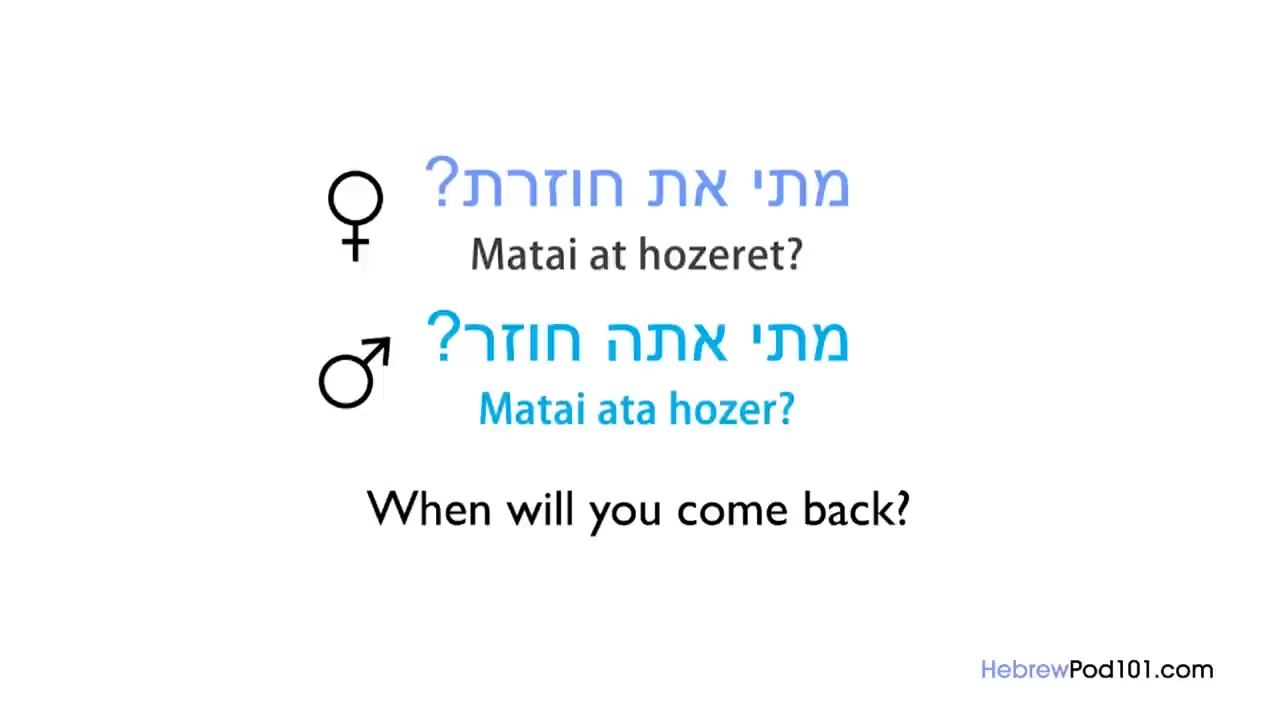 מתי את חוזרת?
Matai at hozeret?
מתי אתה חוזר?
Matai ata hozer?
When will you come back?
HebrewPod101.com